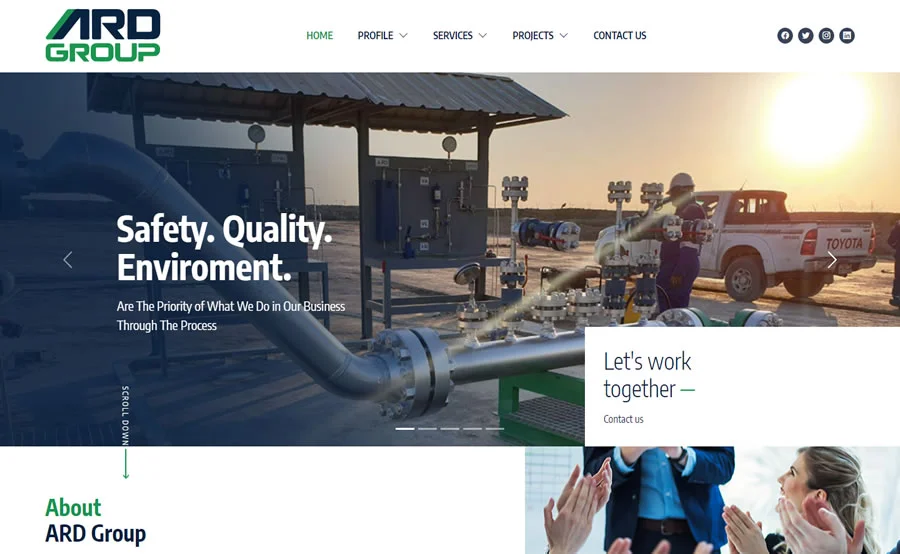 ARD
GROUP
HOME
PROFILE
SERVICES
PROJECTS
CONTACT US
Safety. Quality.
Enviroment.
Are The Priority of What We Do in Our Business
Through The Process
TOYOTA
Let's work
together —
Contact us
SCROLL DOWN
About
ARD Group